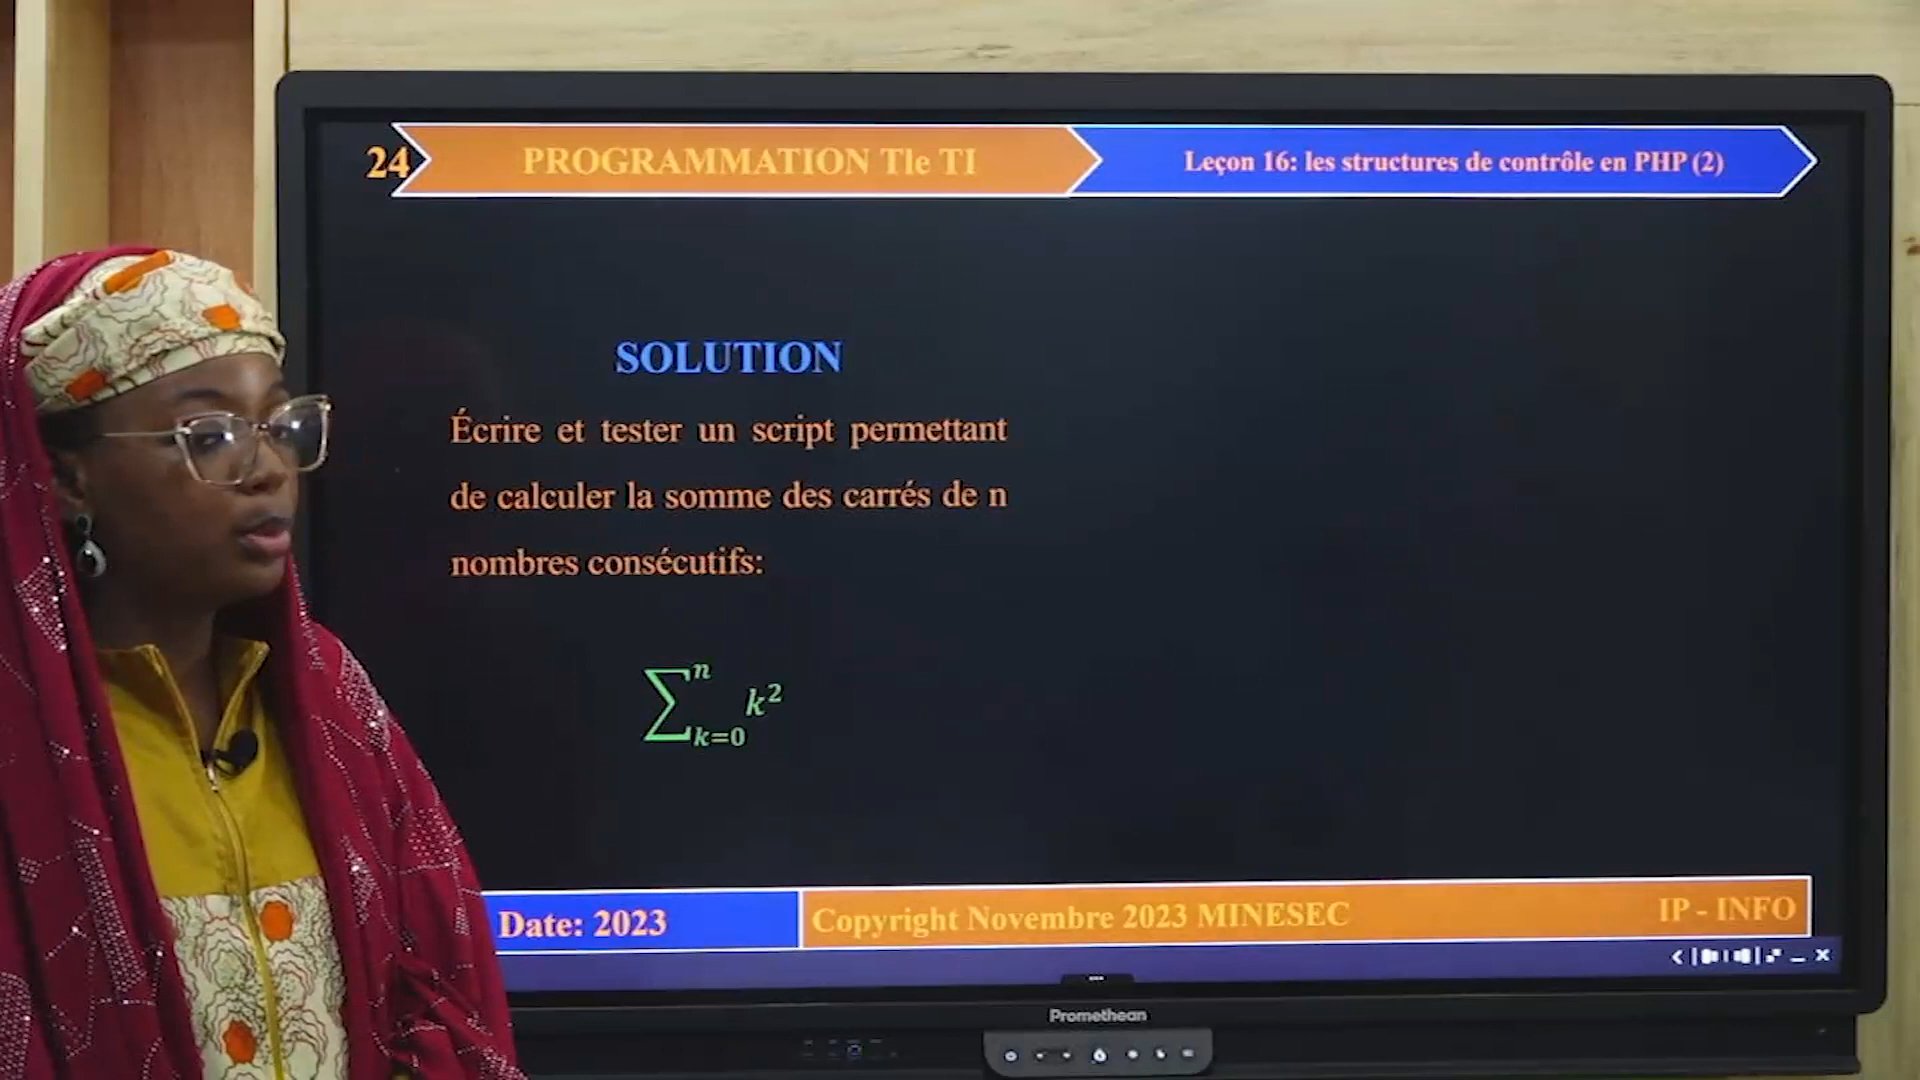 24
PROGRAMMATION Tle TI
Leçon 16: les structures de contrôle en PHP (2)
SOLUTION
Écrire et tester un script permettant
de calculer la somme des carrés de n
nombres consécutifs:
∑ⁿₖ₌₀ k²
Date: 2023
Copyright Novembre 2023 MINESEC
IP - INFO
Promethean